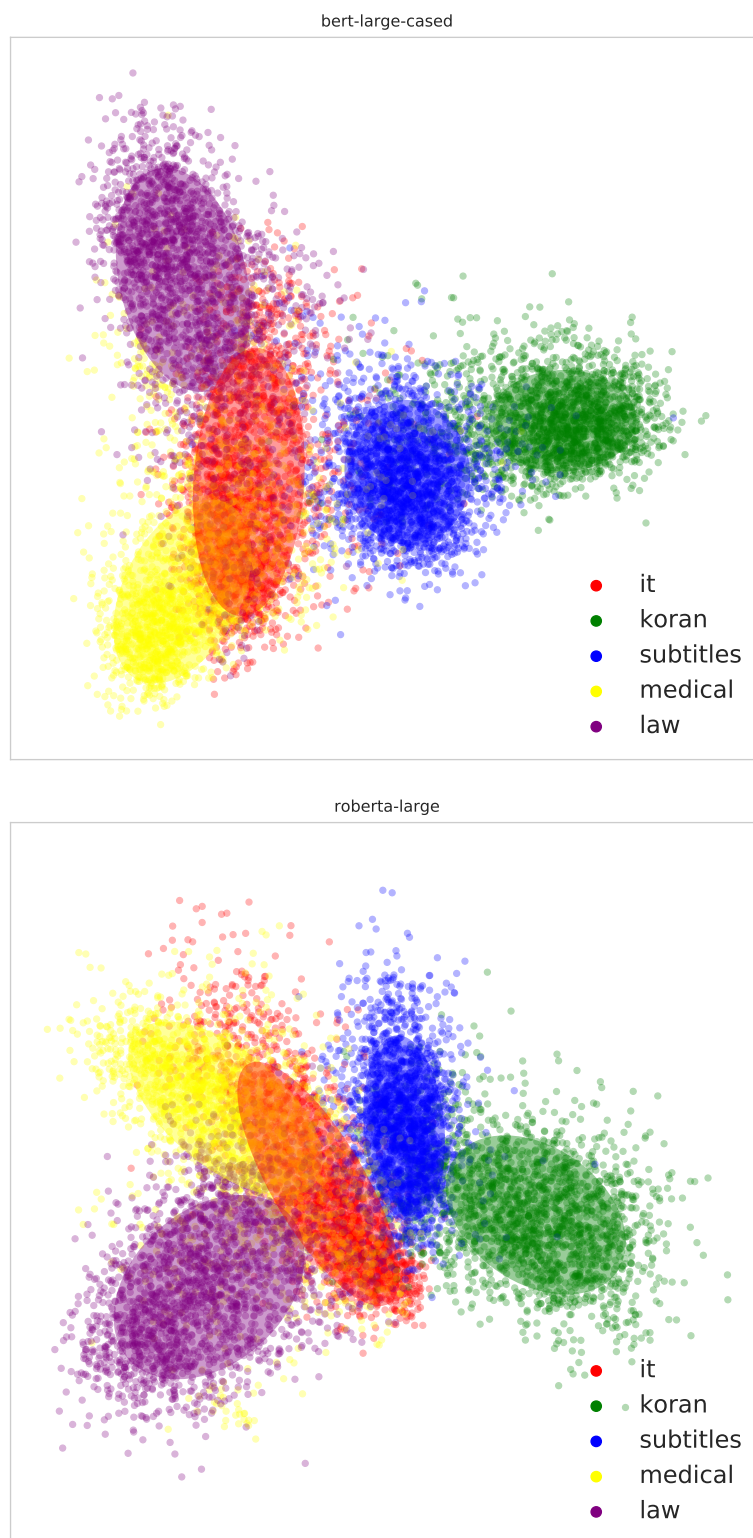 bert-large-cased
it
koran
subtitles
medical
law
roberta-large
it
koran
subtitles
medical
law